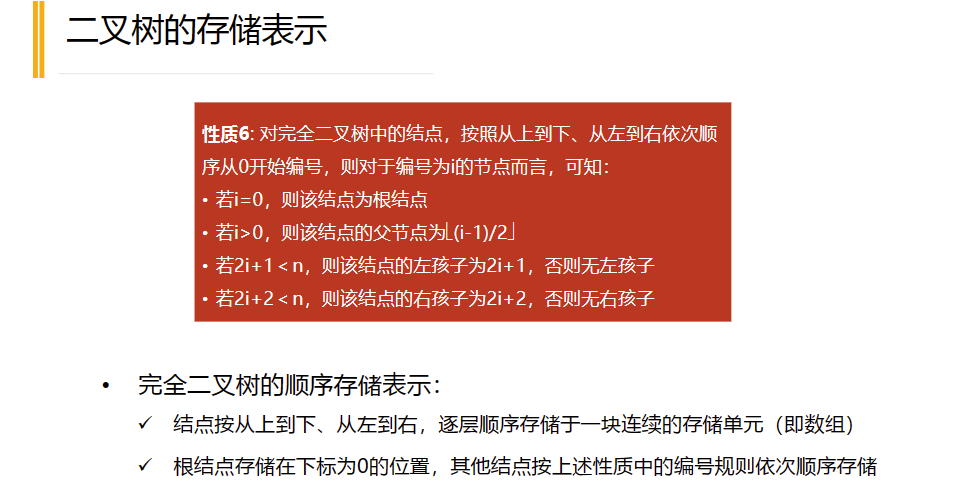 二叉树的存储表示
性质6: 对完全二叉树中的结点，按照从上到下、从左到右依次顺
序从0开始编号，则对于编号为i的节点而言，可知：
• 若i=0，则该结点为根结点
• 若i>0，则该结点的父节点为⌊(i-1)/2⌋
• 若2i+1＜n，则该结点的左孩子为2i+1，否则无左孩子
• 若2i+2＜n，则该结点的右孩子为2i+2，否则无右孩子
• 完全二叉树的顺序存储表示：
✓ 结点按从上到下、从左到右，逐层顺序存储于一块连续的存储单元（即数组）
✓ 根结点存储在下标为0的位置，其他结点按上述性质中的编号规则依次顺序存储